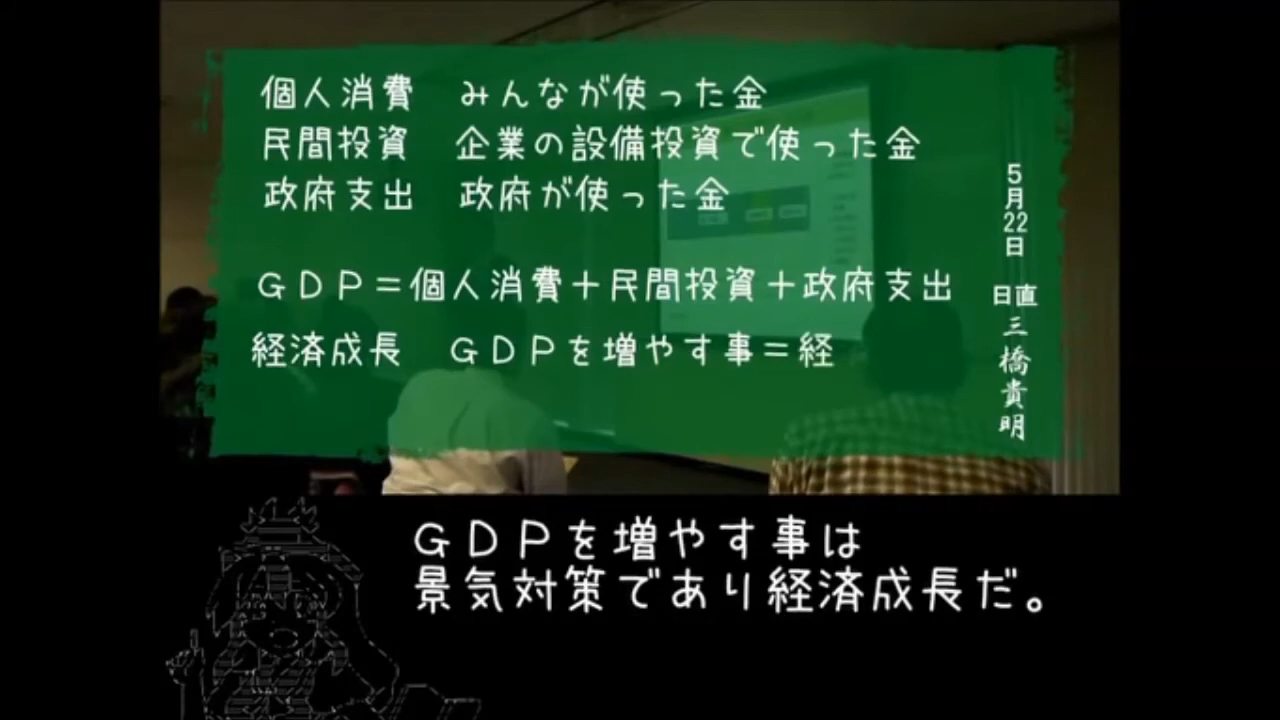 個人消費　みんなが使った金
民間投資　企業の設備投資で使った金
政府支出　政府が使った金
ＧＤＰ＝個人消費＋民間投資＋政府支出
経済成長　ＧＤＰを増やす事＝経
5月22日　日直　三橋貴明
ＧＤＰを増やす事は
景気対策であり経済成長だ。